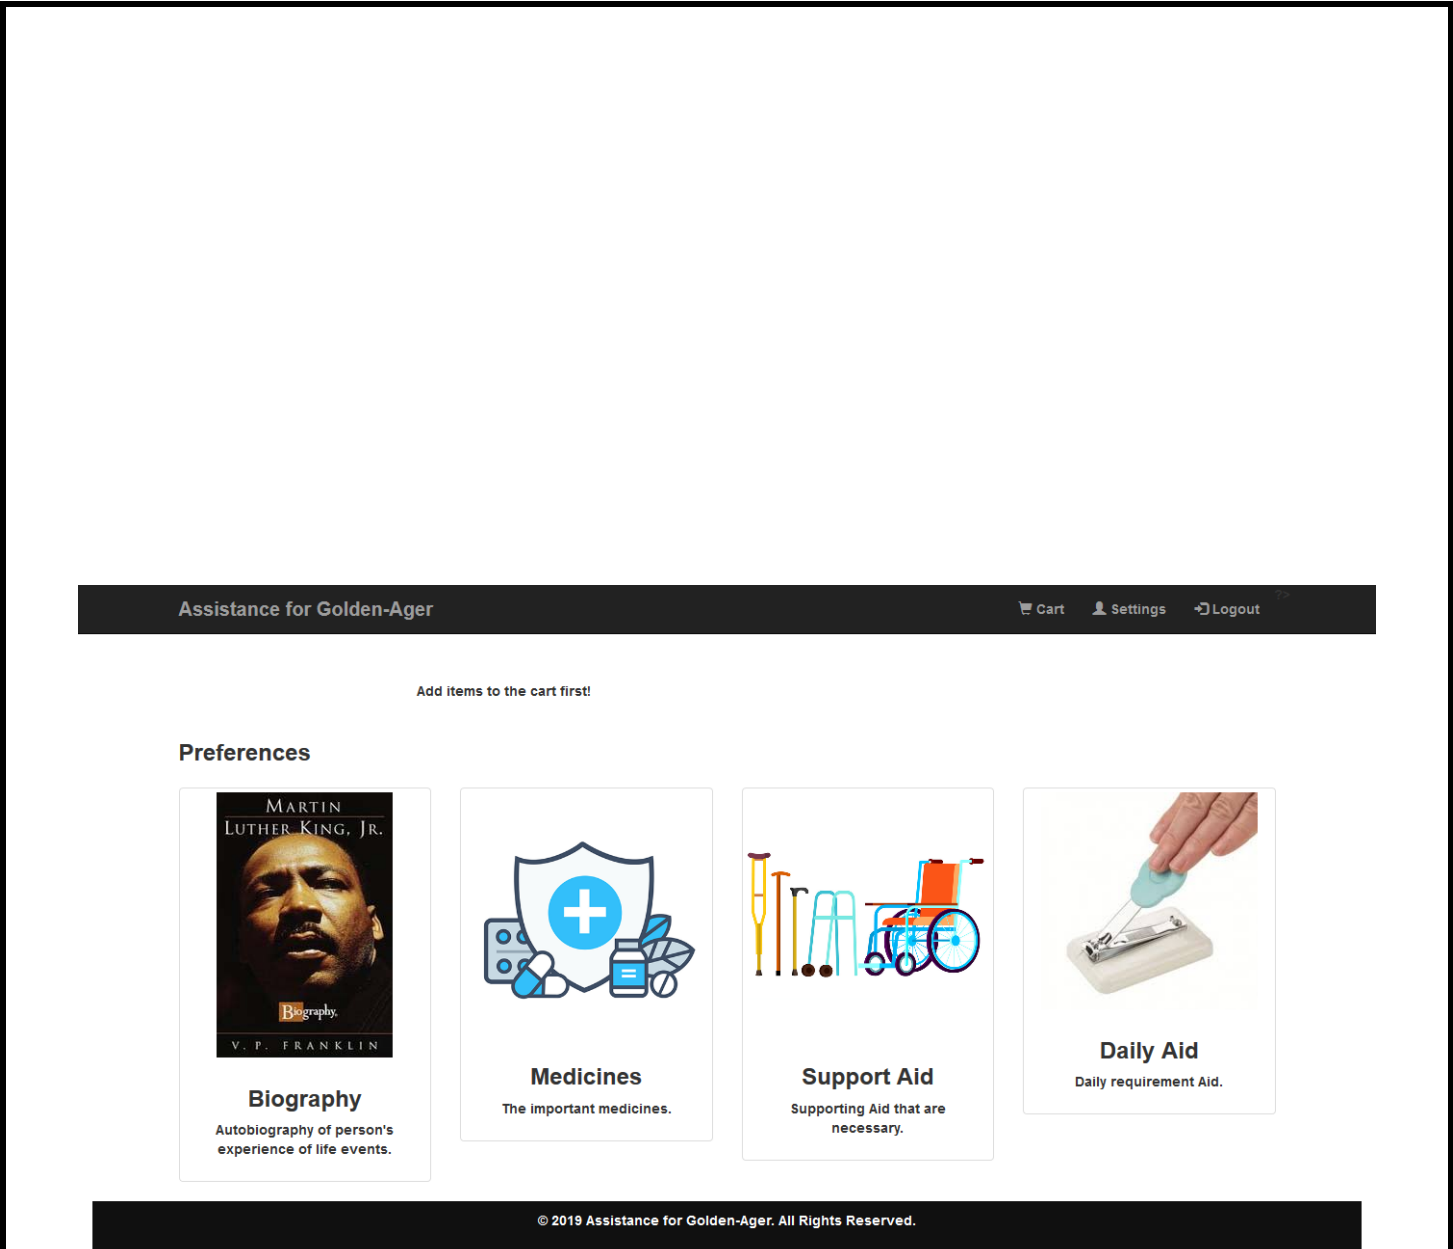 Assistance for Golden-Ager
Cart
Settings
Logout
?>
Add items to the cart first!
Preferences
MARTIN
LUTHER KING, JR.
Biography
V. P. FRANKLIN
Biography
Autobiography of person's
experience of life events.
Medicines
The important medicines.
Support Aid
Supporting Aid that are
necessary.
Daily Aid
Daily requirement Aid.
© 2019 Assistance for Golden-Ager. All Rights Reserved.